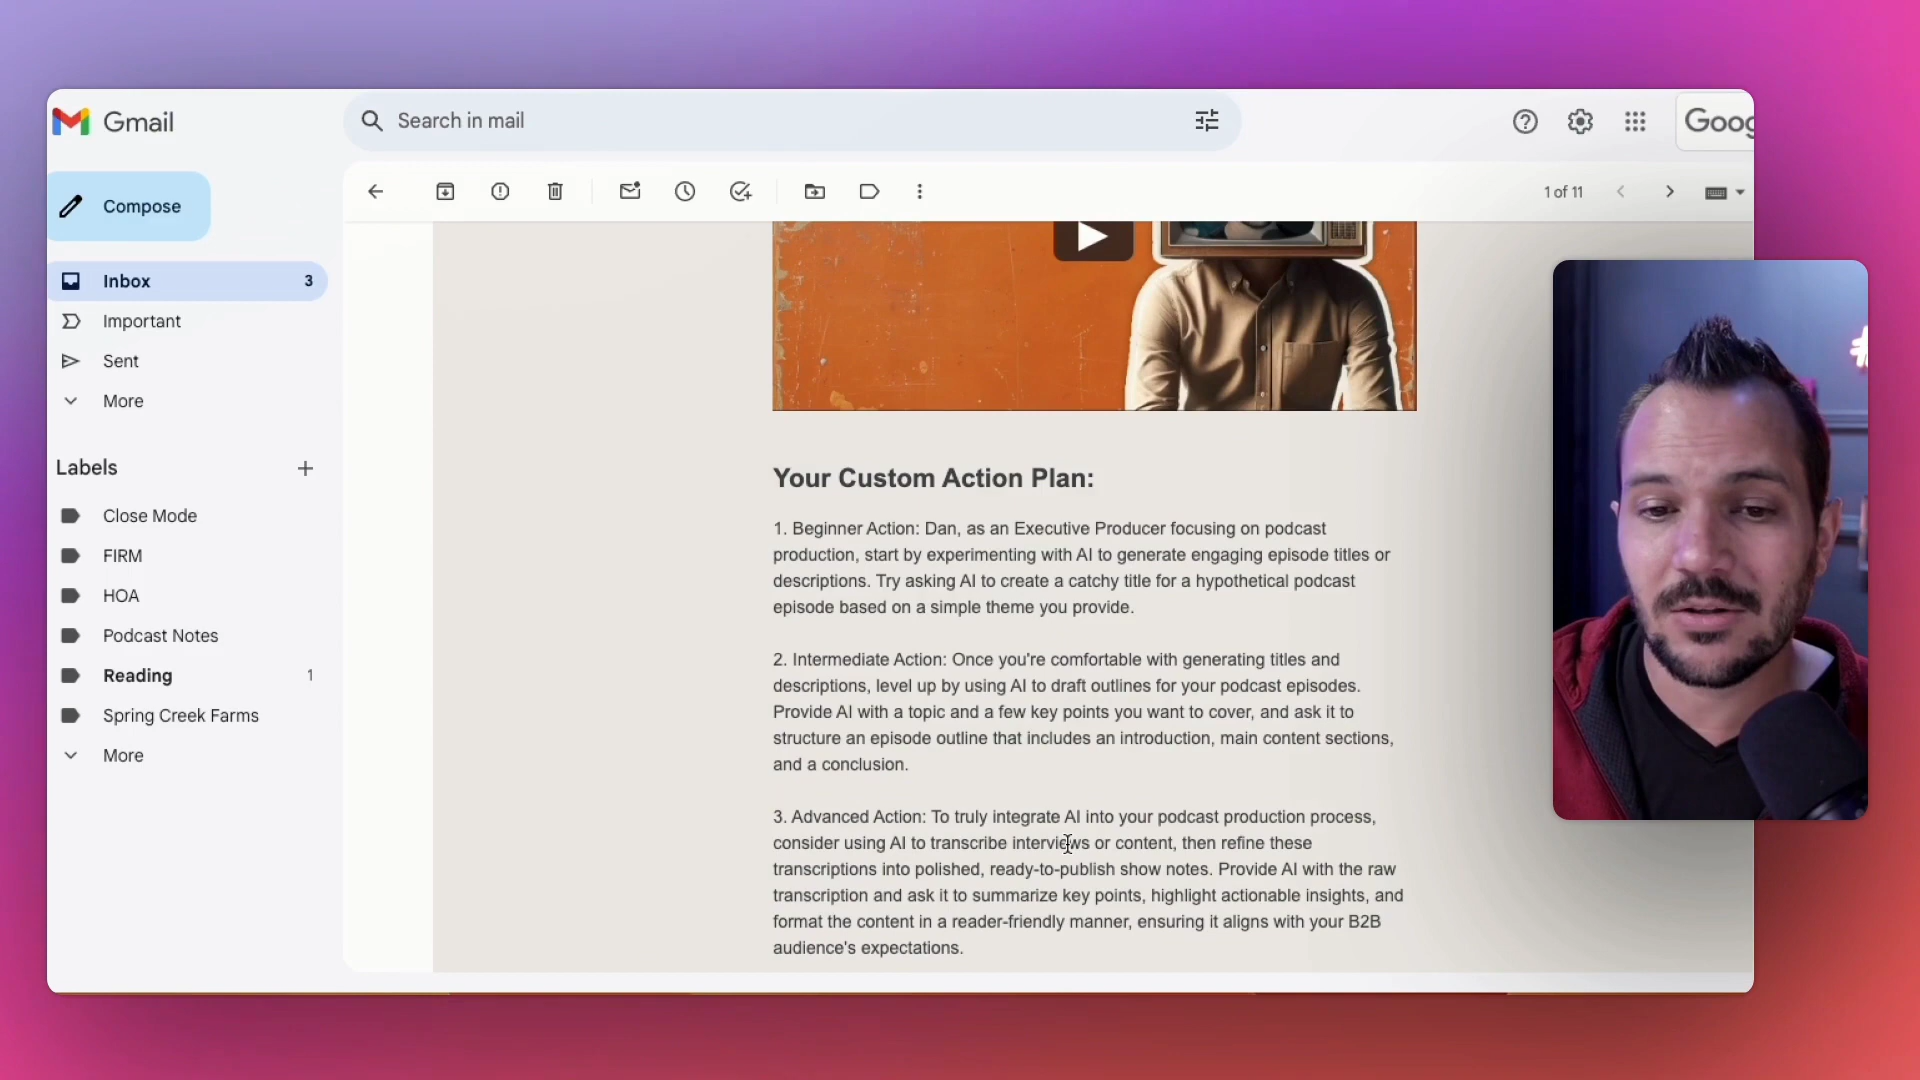 Gmail
Search in mail
Goog
Compose
1 of 11
Inbox 3
Important
Sent
More
Labels
Close Mode
FIRM
HOA
Podcast Notes
Reading 1
Spring Creek Farms
More
Your Custom Action Plan:
1. Beginner Action: Dan, as an Executive Producer focusing on podcast
production, start by experimenting with AI to generate engaging episode titles or
descriptions. Try asking AI to create a catchy title for a hypothetical podcast
episode based on a simple theme you provide.
2. Intermediate Action: Once you're comfortable with generating titles and
descriptions, level up by using AI to draft outlines for your podcast episodes.
Provide AI with a topic and a few key points you want to cover, and ask it to
structure an episode outline that includes an introduction, main content sections,
and a conclusion.
3. Advanced Action: To truly integrate AI into your podcast production process,
consider using AI to transcribe interviews or content, then refine these
transcriptions into polished, ready-to-publish show notes. Provide AI with the raw
transcription and ask it to summarize key points, highlight actionable insights, and
format the content in a reader-friendly manner, ensuring it aligns with your B2B
audience's expectations.